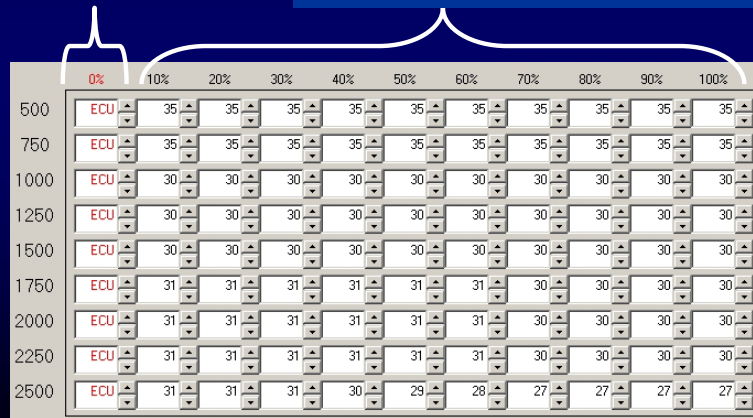 0% 10% 20% 30% 40% 50% 60% 70% 80% 90% 100%
500 ECU 35 35 35 35 35 35 35 35 35 35
750 ECU 35 35 35 35 35 35 35 35 35 35
1000 ECU 30 30 30 30 30 30 30 30 30 30
1250 ECU 30 30 30 30 30 30 30 30 30 30
1500 ECU 30 30 30 30 30 30 30 30 30 30
1750 ECU 31 31 31 31 31 31 30 30 30 30
2000 ECU 31 31 31 31 31 31 30 30 30 30
2250 ECU 31 31 31 31 31 31 30 30 30 30
2500 ECU 31 31 31 30 29 28 27 27 27 27